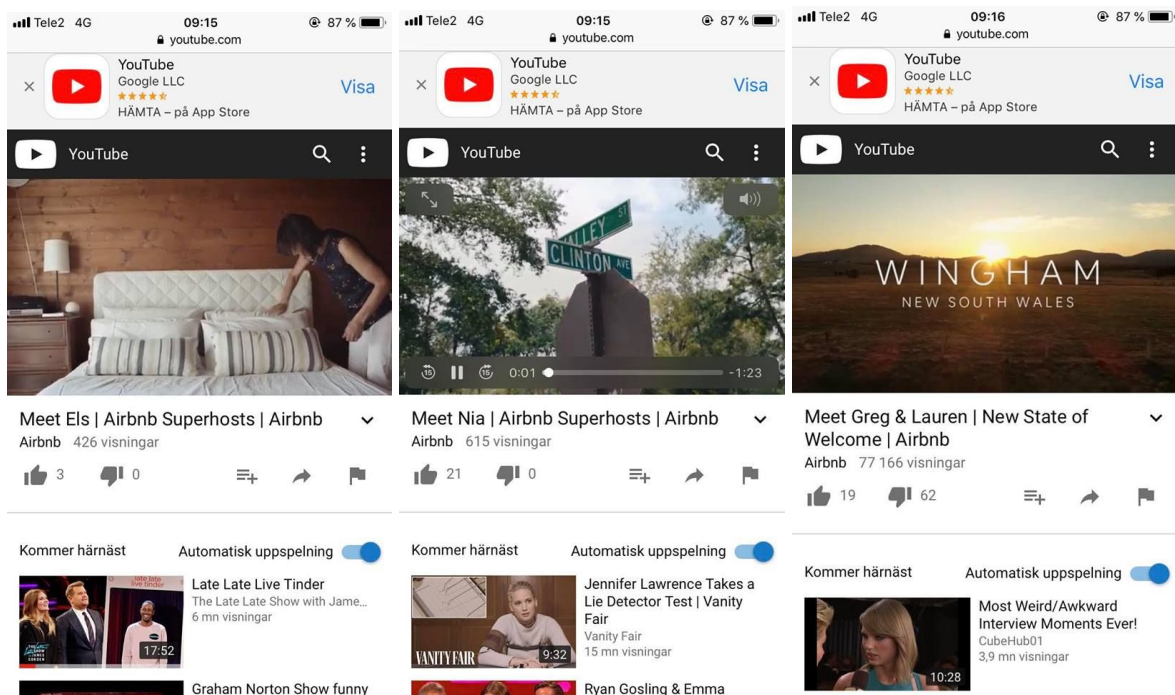 Tele2 4G 09:15 87 %
youtube.com
YouTube
Google LLC
HÄMTA – på App Store
Visa
YouTube
Meet Els | Airbnb Superhosts | Airbnb
Airbnb 426 visningar
3 0
Kommer härnäst Automatisk uppspelning
late late
live tinder
17:52
Late Late Live Tinder
The Late Late Show with Jame...
6 mn visningar
Graham Norton Show funny
Tele2 4G 09:15 87 %
youtube.com
YouTube
Google LLC
HÄMTA – på App Store
Visa
YouTube
VALLEY ST
CLINTON AVE
15 15 0:01 -1:23
Meet Nia | Airbnb Superhosts | Airbnb
Airbnb 615 visningar
21 0
Kommer härnäst Automatisk uppspelning
VANITY FAIR 9:32
Jennifer Lawrence Takes a
Lie Detector Test | Vanity
Fair
Vanity Fair
15 mn visningar
Ryan Gosling & Emma
Tele2 4G 09:16 87 %
youtube.com
YouTube
Google LLC
HÄMTA – på App Store
Visa
YouTube
WINGHAM
NEW SOUTH WALES
Meet Greg & Lauren | New State of
Welcome | Airbnb
Airbnb 77 166 visningar
19 62
Kommer härnäst Automatisk uppspelning
10:28
Most Weird/Awkward
Interview Moments Ever!
CubeHub01
3,9 mn visningar